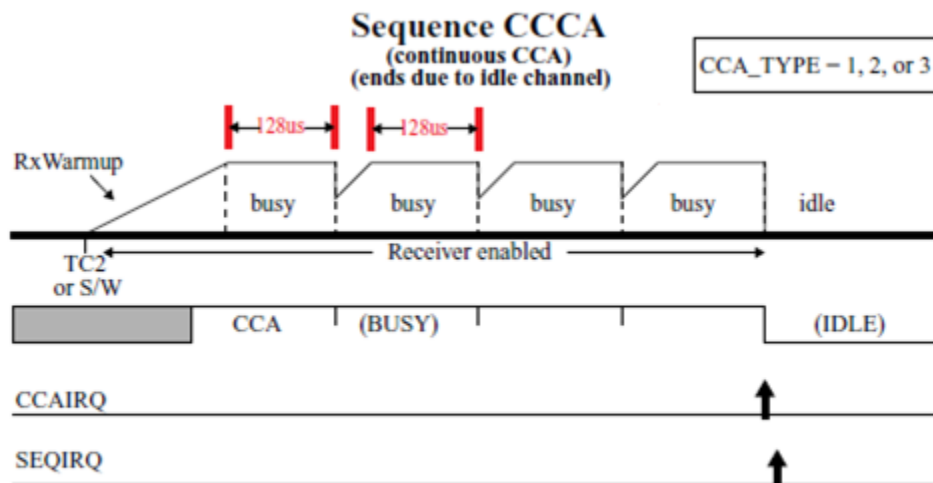 Sequence CCCA
(continuous CCA)
(ends due to idle channel)
CCA_TYPE = 1, 2, or 3
128us
128us
RxWarmup
busy
busy
busy
busy
idle
Receiver enabled
TC2
or S/W
CCA
(BUSY)
(IDLE)
CCAIRQ
SEQIRQ